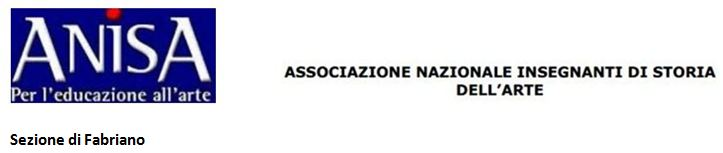 ANISA
Per l'educazione all'arte
ASSOCIAZIONE NAZIONALE INSEGNANTI DI STORIA
DELL'ARTE
Sezione di Fabriano